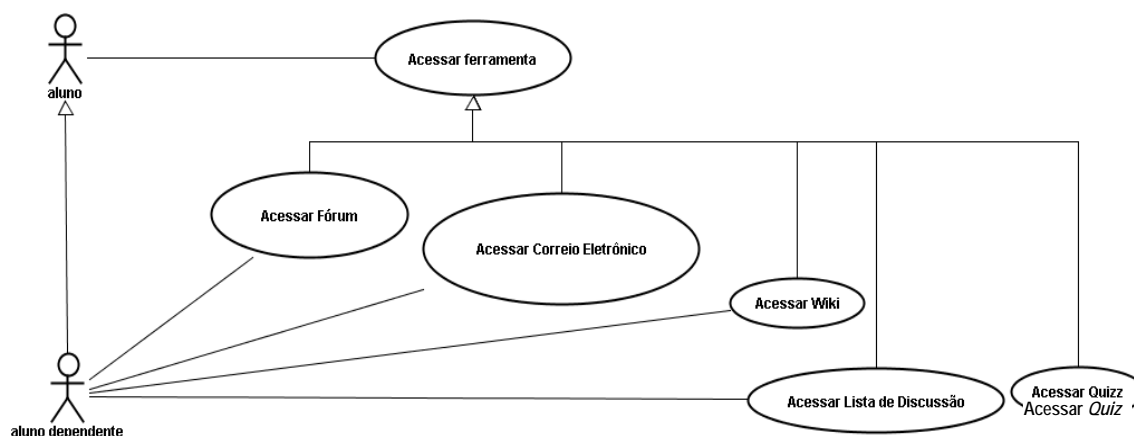 Acessar ferramenta
aluno
Acessar Fórum
Acessar Correio Eletrônico
Acessar Wiki
Acessar Lista de Discussão
Acessar Quizz
Acessar Quiz
aluno dependente